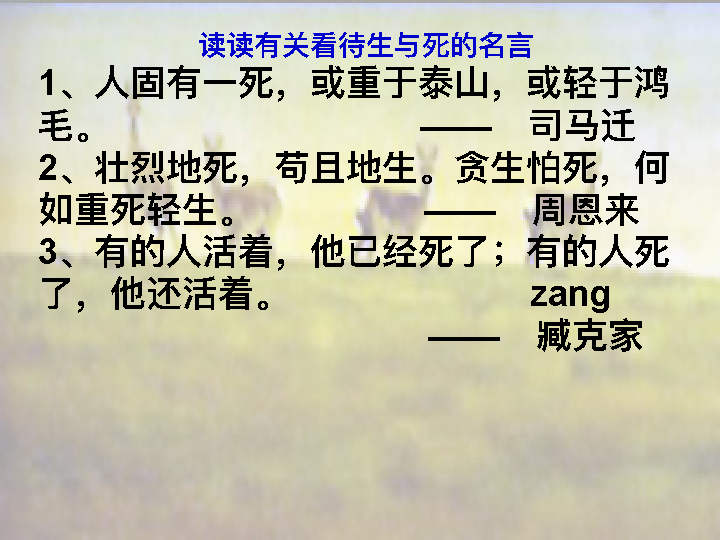 读读有关看待生与死的名言
1、人固有一死，或重于泰山，或轻于鸿
毛。 —— 司马迁
2、壮烈地死，苟且地生。贪生怕死，何
如重死轻生。 —— 周恩来
3、有的人活着，他已经死了；有的人死
了，他还活着。 zang
—— 臧克家